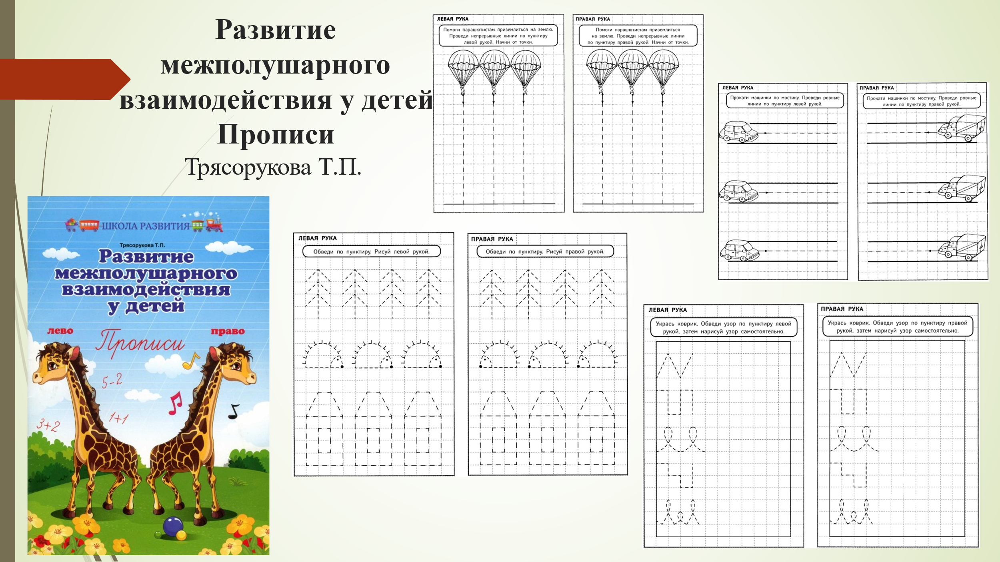 Развитие
межполушарного
взаимодействия у детей
Прописи
Трясорукова Т.П.
ЛЕВАЯ РУКА
Помоги парашютистам приземлиться на землю.
Проведи непрерывные линии по пунктиру
левой рукой. Начни от точки.
ПРАВАЯ РУКА
Помоги парашютистам приземлиться
на землю. Проведи непрерывные линии
по пунктиру правой рукой. Начни от точки.
ЛЕВАЯ РУКА
Прокати машинки по мостику. Проведи ровные
линии по пунктиру левой рукой.
ПРАВАЯ РУКА
Прокати машинки по мостику. Проведи ровные
линии по пунктиру правой рукой.
ШКОЛА РАЗВИТИЯ
Трясорукова Т.П.
Развитие
межполушарного
взаимодействия
у детей
лево
Прописи
право
5-2
1+1
3+2
ЛЕВАЯ РУКА
Обведи по пунктиру. Рисуй левой рукой.
ПРАВАЯ РУКА
Обведи по пунктиру. Рисуй правой рукой.
ЛЕВАЯ РУКА
Укрась коврик. Обведи узор по пунктиру левой
рукой, затем нарисуй узор самостоятельно.
ПРАВАЯ РУКА
Укрась коврик. Обведи узор по пунктиру правой
рукой, затем нарисуй узор самостоятельно.